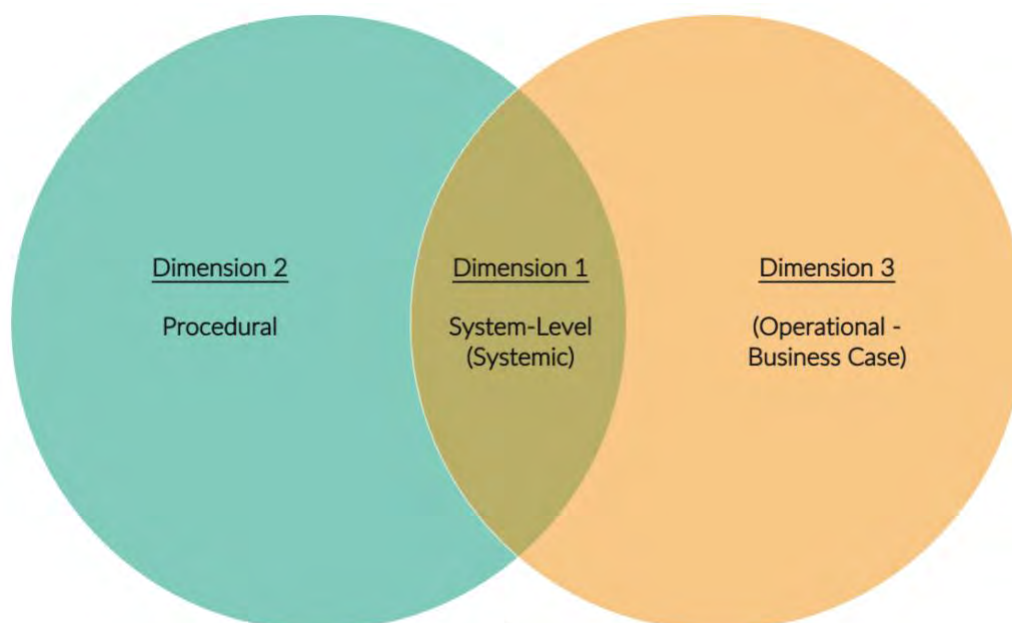 Dimension 2
Procedural
Dimension 1
System-Level
(Systemic)
Dimension 3
(Operational -
Business Case)